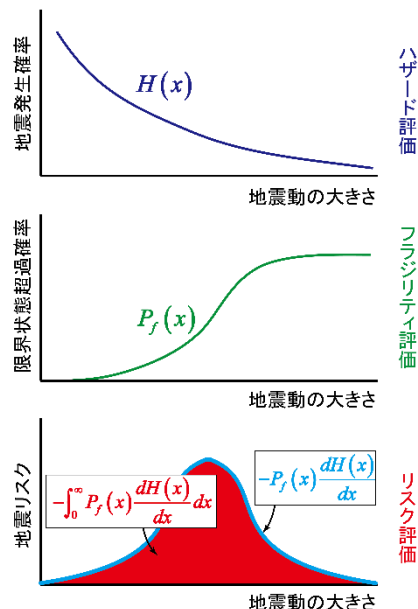 地震発生確率
H(x)
ハザード評価
地震動の大きさ
限界状態超過確率
P_f(x)
フラジリティ評価
地震動の大きさ
地震リスク
-∫_0^∞ P_f(x) dH(x)/dx dx
-P_f(x) dH(x)/dx
リスク評価
地震動の大きさ